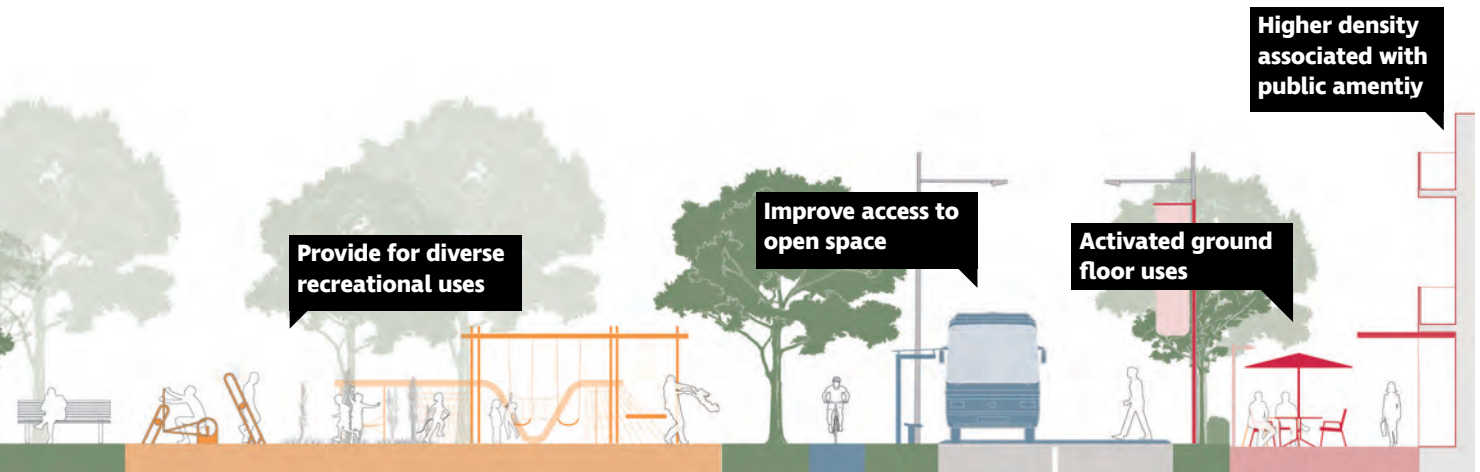 Higher density
associated with
public amentiy
Provide for diverse
recreational uses
Improve access to
open space
Activated ground
floor uses